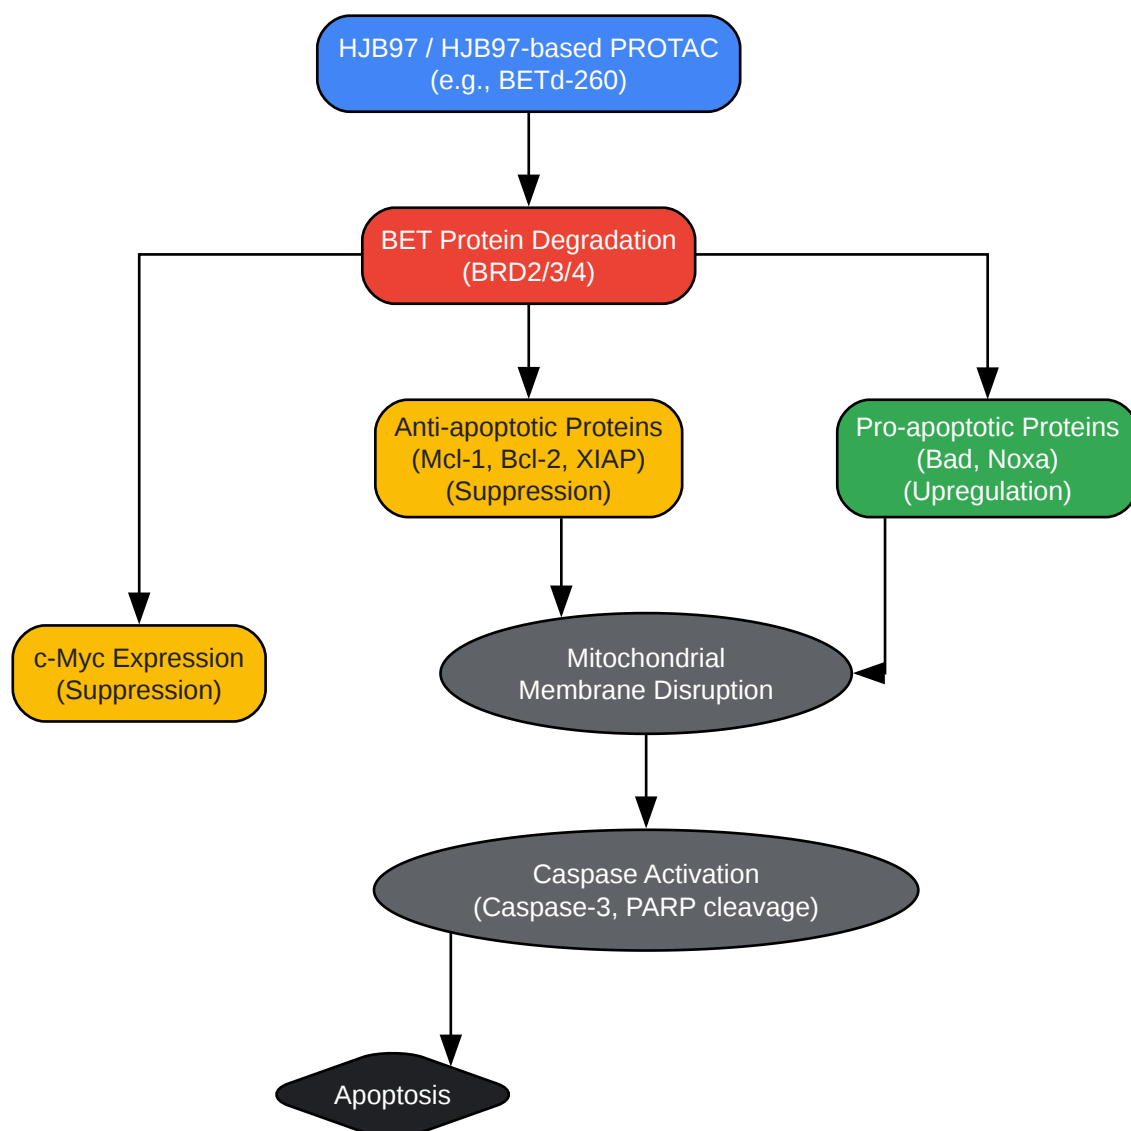 HJB97 / HJB97-based PROTAC
(e.g., BETd-260)
BET Protein Degradation
(BRD2/3/4)
Anti-apoptotic Proteins
(Mcl-1, Bcl-2, XIAP)
(Suppression)
Pro-apoptotic Proteins
(Bad, Noxa)
(Upregulation)
c-Myc Expression
(Suppression)
Mitochondrial
Membrane Disruption
Caspase Activation
(Caspase-3, PARP cleavage)
Apoptosis